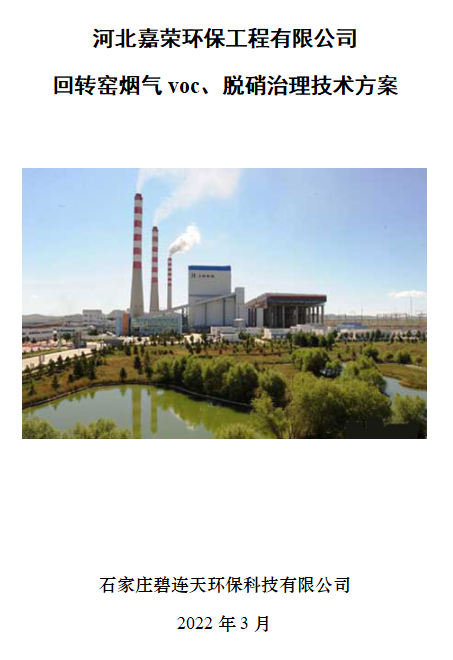 河北嘉荣环保工程有限公司
回转窑烟气 voc、脱硝治理技术方案
石家庄碧连天环保科技有限公司
2022 年 3 月